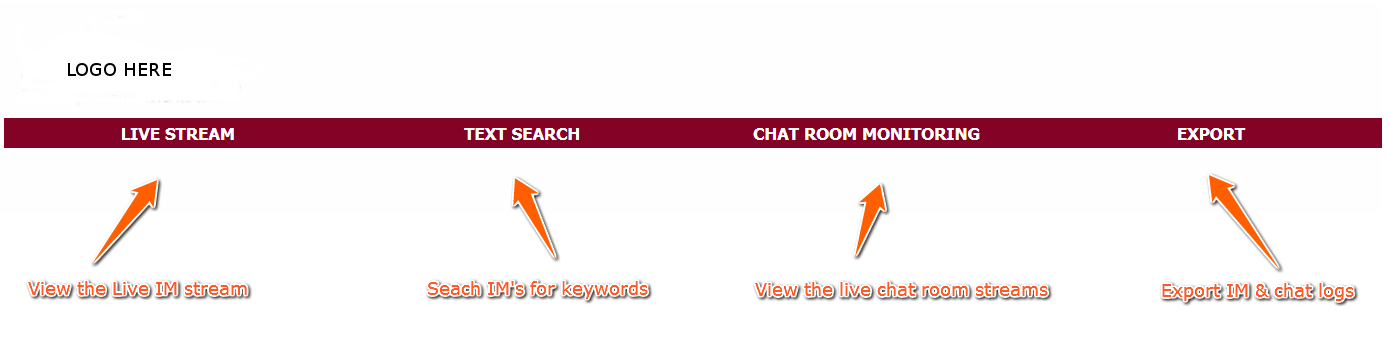 LOGO HERE
LIVE STREAM TEXT SEARCH CHAT ROOM MONITORING EXPORT
View the Live IM stream Seach IM's for keywords View the live chat room streams Export IM & chat logs